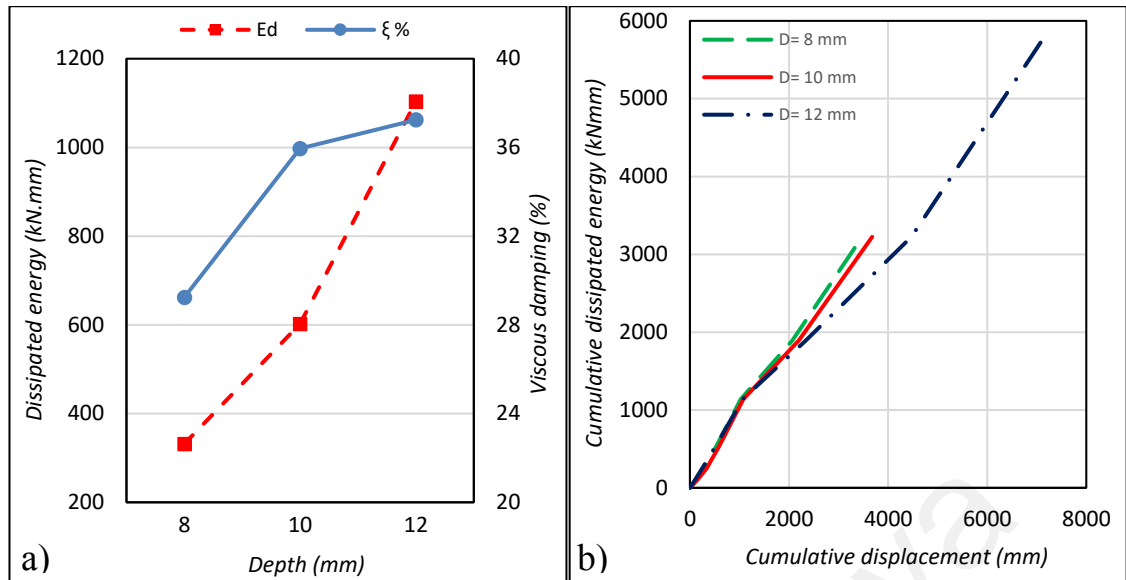 Ed ξ %
Dissipated energy (kN.mm)
1200
1000
800
600
400
200
40
36
32
28
24
20
Viscous damping (%)
8 10 12
Depth (mm)
a)
D= 8 mm
D= 10 mm
D= 12 mm
Cumulative dissipated energy (kNmm)
6000
5000
4000
3000
2000
1000
0
0 2000 4000 6000 8000
Cumulative displacement (mm)
b)